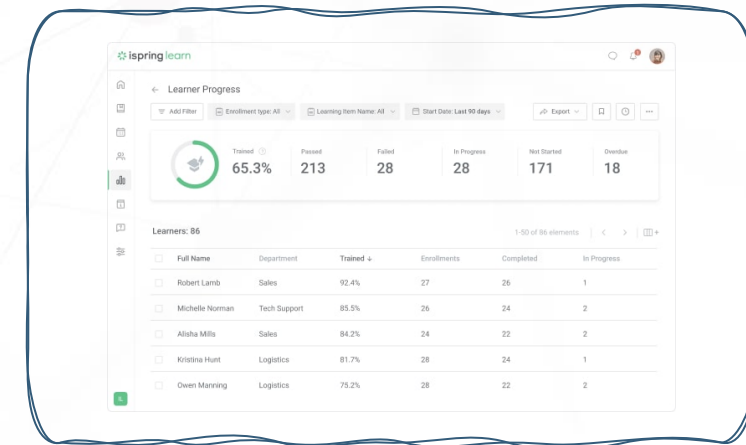 ispring learn
← Learner Progress
Add Filter Enrollment type: All Learning Item Name: All Start Date: Last 90 days Export
Trained Passed Failed In Progress Not Started Overdue
65.3% 213 28 28 171 18
Learners: 86 1-50 of 86 elements
Full Name Department Trained ↓ Enrollments Completed In Progress
Robert Lamb Sales 92.4% 27 26 1
Michelle Norman Tech Support 85.5% 26 24 2
Alisha Mills Sales 84.2% 24 22 2
Kristina Hunt Logistics 81.7% 28 24 1
Owen Manning Logistics 75.2% 28 22 2